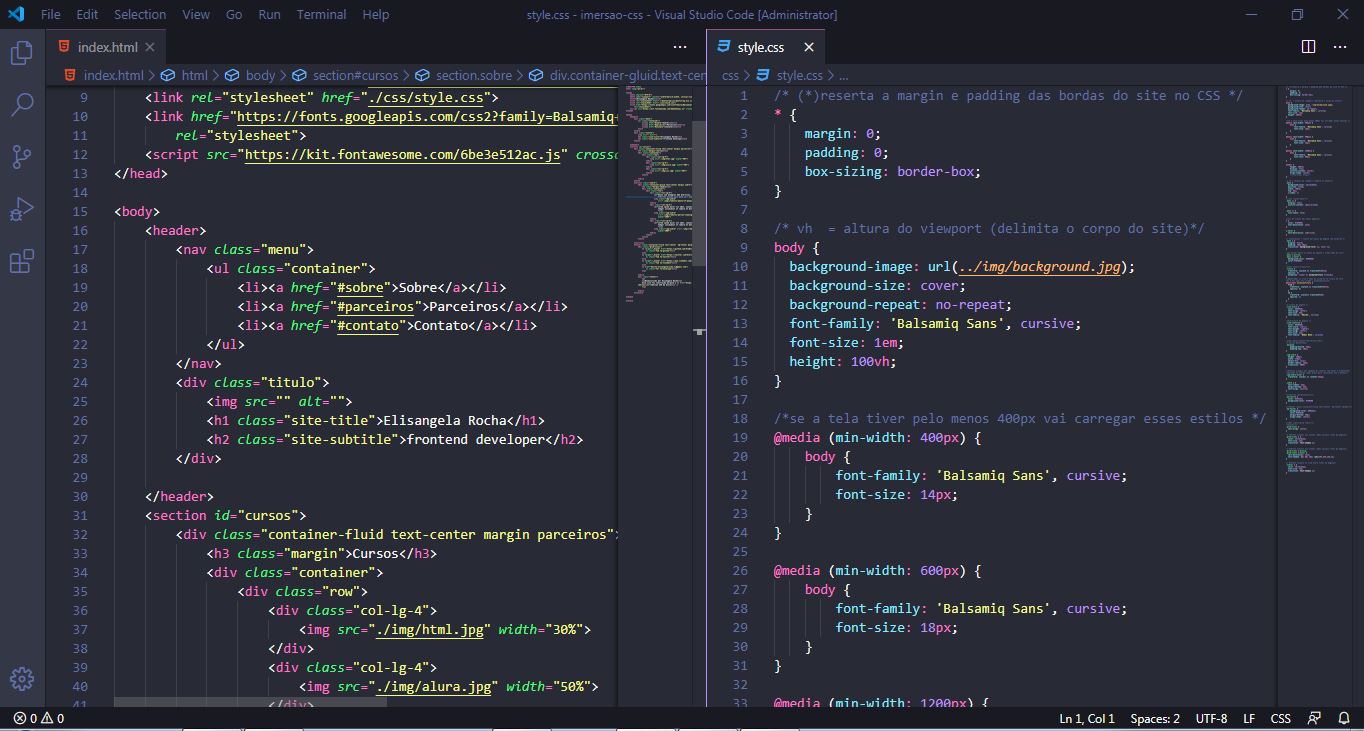 File Edit Selection View Go Run Terminal Help
style.css - imersao-css - Visual Studio Code [Administrator]
index.html
index.html > html > body > section#cursos > section.sobre > div.container-gluid.text-cen
9 <link rel="stylesheet" href="./css/style.css">
10 <link href="https://fonts.googleapis.com/css2?family=Balsamiq+
11 rel="stylesheet">
12 <script src="https://kit.fontawesome.com/6be3e512ac.js" crosso
13 </head>
14
15 <body>
16 <header>
17 <nav class="menu">
18 <ul class="container">
19 <li><a href="#sobre">Sobre</a></li>
20 <li><a href="#parceiros">Parceiros</a></li>
21 <li><a href="#contato">Contato</a></li>
22 </ul>
23 </nav>
24 <div class="titulo">
25 <img src="" alt="">
26 <h1 class="site-title">Elisangela Rocha</h1>
27 <h2 class="site-subtitle">frontend developer</h2>
28 </div>
29
30 </header>
31 <section id="cursos">
32 <div class="container-fluid text-center margin parceiros">
33 <h3 class="margin">Cursos</h3>
34 <div class="container">
35 <div class="row">
36 <div class="col-lg-4">
37 <img src="./img/html.jpg" width="30%">
38 </div>
39 <div class="col-lg-4">
40 <img src="./img/alura.jpg" width="50%">
41 </div>
style.css
css > style.css > ...
1 /* (*)reserta a margin e padding das bordas do site no CSS */
2 * {
3 margin: 0;
4 padding: 0;
5 box-sizing: border-box;
6 }
7
8 /* vh  = altura do viewport (delimita o corpo do site)*/
9 body {
10 background-image: url(../img/background.jpg);
11 background-size: cover;
12 background-repeat: no-repeat;
13 font-family: 'Balsamiq Sans', cursive;
14 font-size: 1em;
15 height: 100vh;
16 }
17
18 /*se a tela tiver pelo menos 400px vai carregar esses estilos */
19 @media (min-width: 400px) {
20 body {
21 font-family: 'Balsamiq Sans', cursive;
22 font-size: 14px;
23 }
24 }
25
26 @media (min-width: 600px) {
27 body {
28 font-family: 'Balsamiq Sans', cursive;
29 font-size: 18px;
30 }
31 }
32
33 @media (min-width: 1200px) {
0 0
Ln 1, Col 1 Spaces: 2 UTF-8 LF CSS